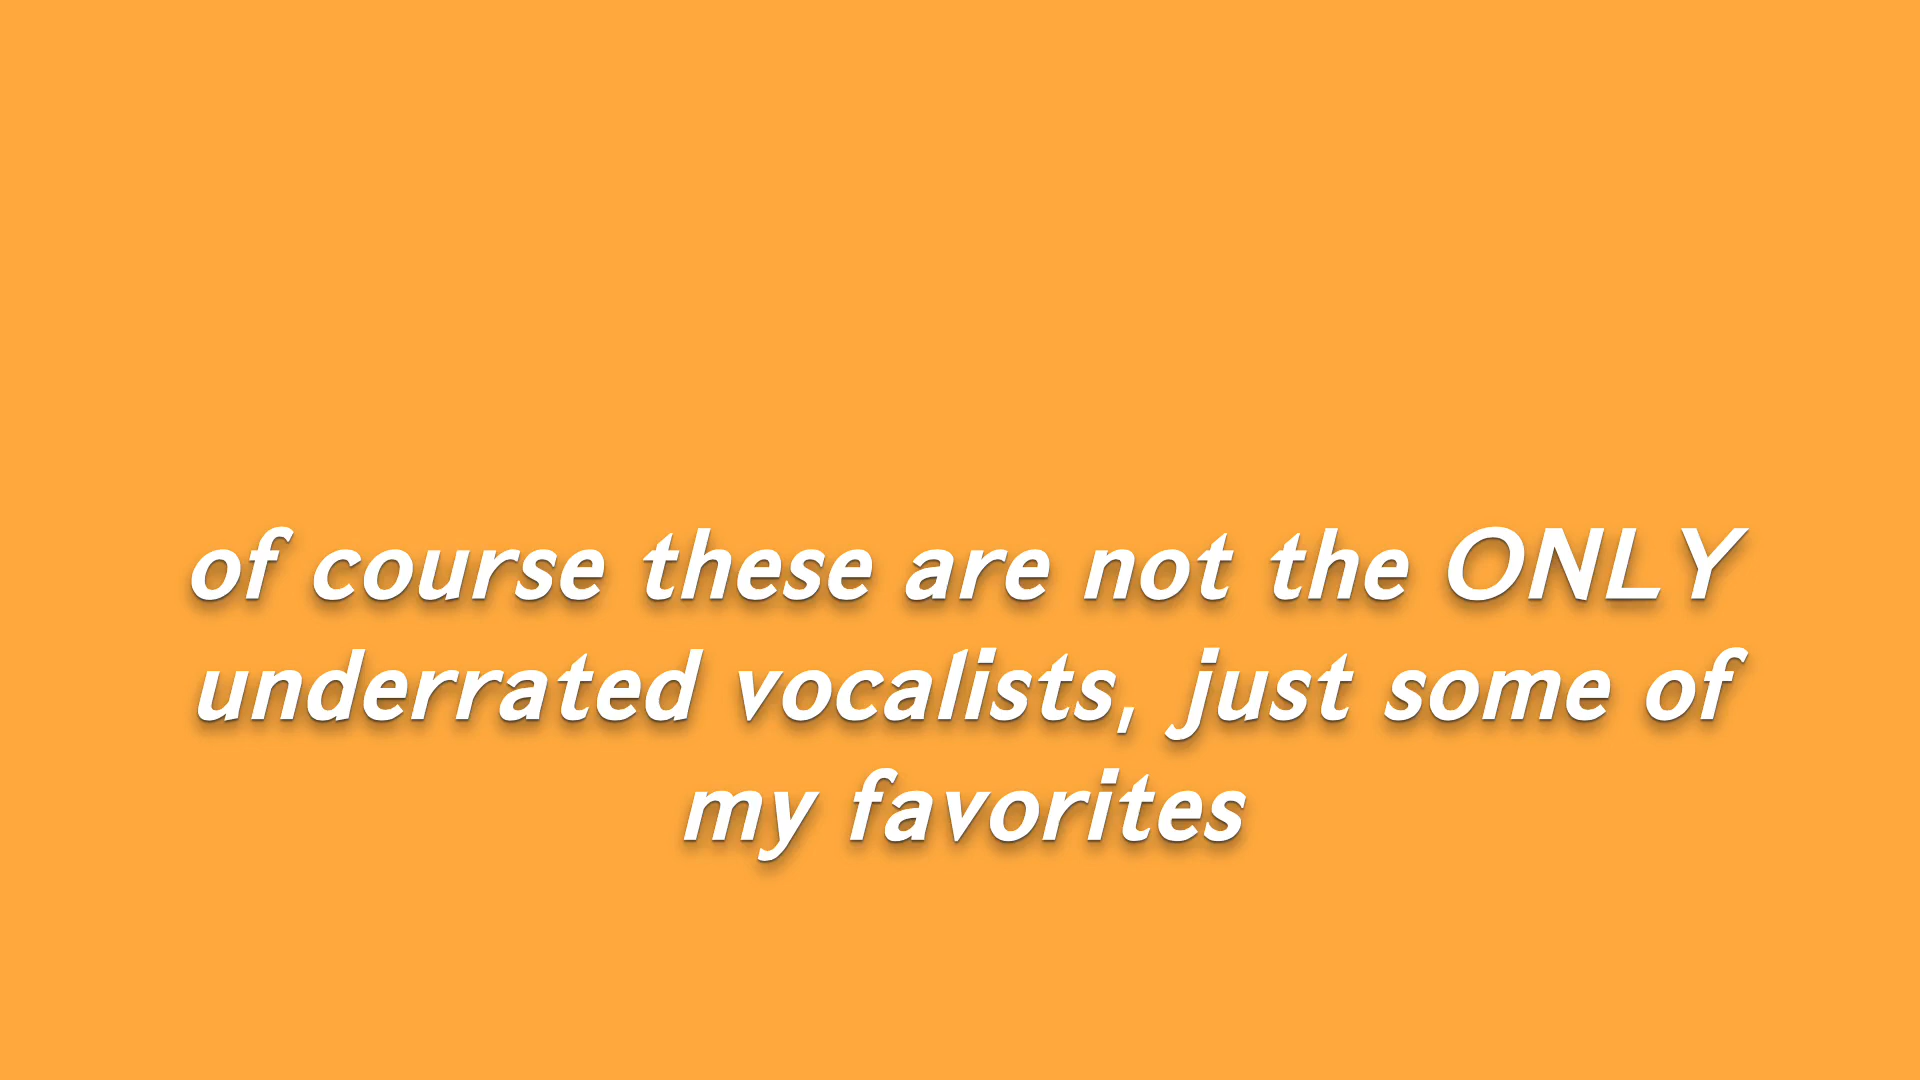 of course these are not the ONLY
underrated vocalists, just some of
my favorites